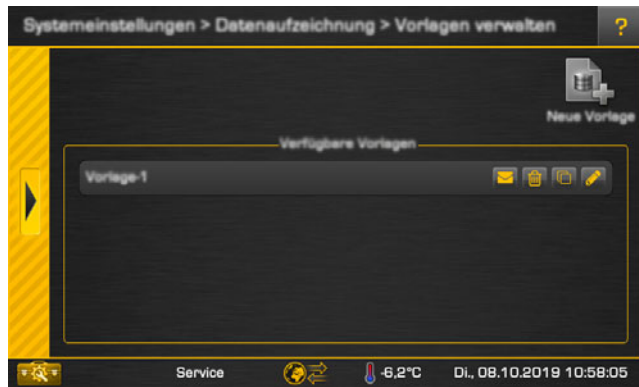 Systemeinstellungen > Datenaufzeichnung > Vorlagen verwalten ?
Neue Vorlage
Verfügbare Vorlagen
Vorlage-1
Service -6,2°C Di., 08.10.2019 10:58:05